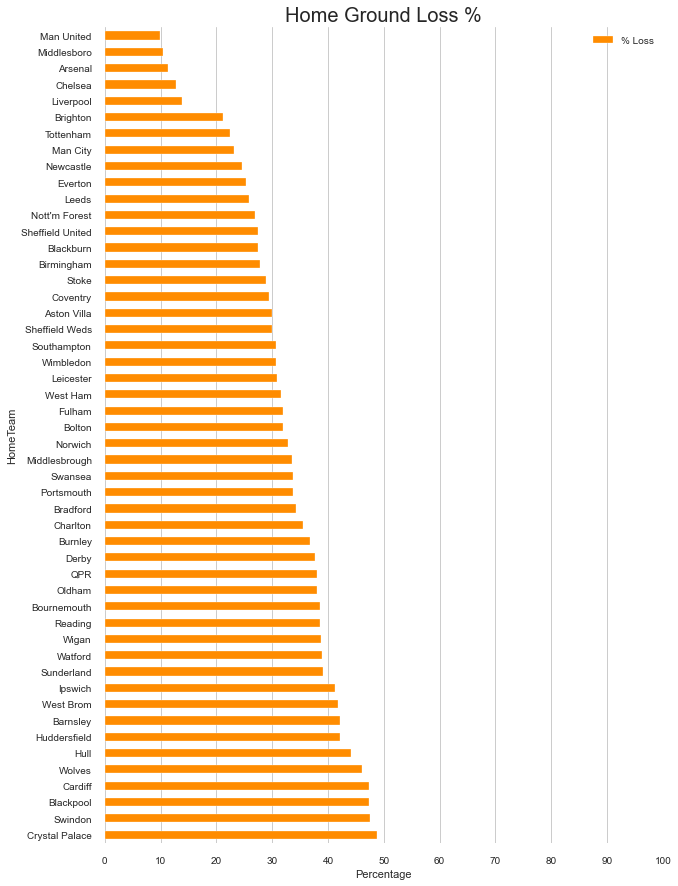 Home Ground Loss %
% Loss
HomeTeam
Man United
Middlesboro
Arsenal
Chelsea
Liverpool
Brighton
Tottenham
Man City
Newcastle
Everton
Leeds
Nott'm Forest
Sheffield United
Blackburn
Birmingham
Stoke
Coventry
Aston Villa
Sheffield Weds
Southampton
Wimbledon
Leicester
West Ham
Fulham
Bolton
Norwich
Middlesbrough
Swansea
Portsmouth
Bradford
Charlton
Burnley
Derby
QPR
Oldham
Bournemouth
Reading
Wigan
Watford
Sunderland
Ipswich
West Brom
Barnsley
Huddersfield
Hull
Wolves
Cardiff
Blackpool
Swindon
Crystal Palace
0 10 20 30 40 50 60 70 80 90 100
Percentage